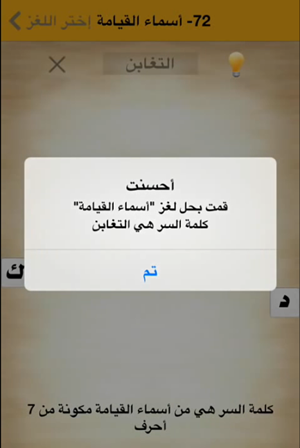 72- أسماء القيامة إختر اللغز
التغابن
أحسنت
قمت بحل لغز "أسماء القيامة"
كلمة السر هي التغابن
تم
ك
د
كلمة السر هي من أسماء القيامة مكونة من 7
أحرف